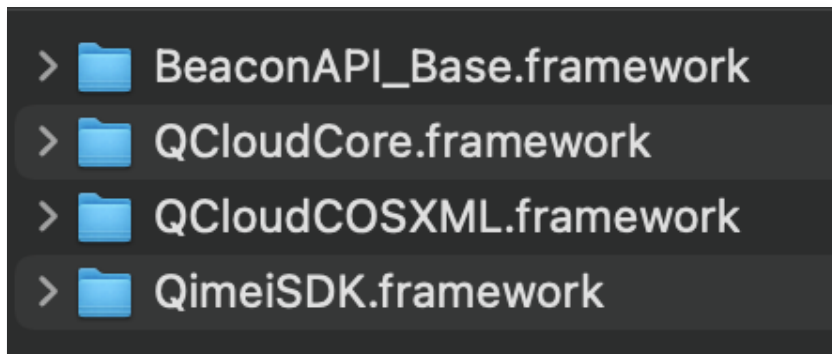 BeaconAPI_Base.framework
QCloudCore.framework
QCloudCOSXML.framework
QimeiSDK.framework